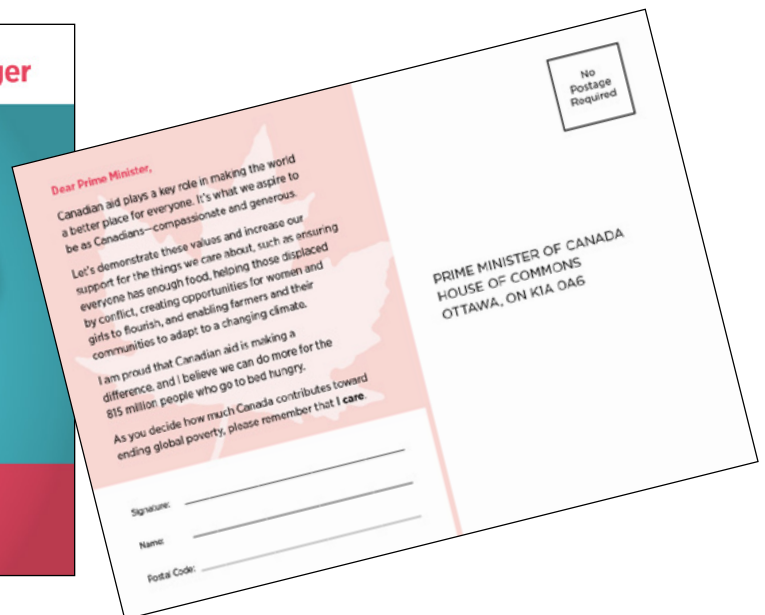 ger
Dear Prime Minister,
Canadian aid plays a key role in making the world
a better place for everyone. It's what we aspire to
be as Canadians—compassionate and generous.
Let's demonstrate these values and increase our
support for the things we care about, such as ensuring
everyone has enough food, helping those displaced
by conflict, creating opportunities for women and
girls to flourish, and enabling farmers and their
communities to adapt to a changing climate.
I am proud that Canadian aid is making a
difference, and I believe we can do more for the
815 million people who go to bed hungry.
As you decide how much Canada contributes toward
ending global poverty, please remember that I care.
Signature:
Name:
Postal Code:
No
Postage
Required
PRIME MINISTER OF CANADA
HOUSE OF COMMONS
OTTAWA, ON K1A 0A6